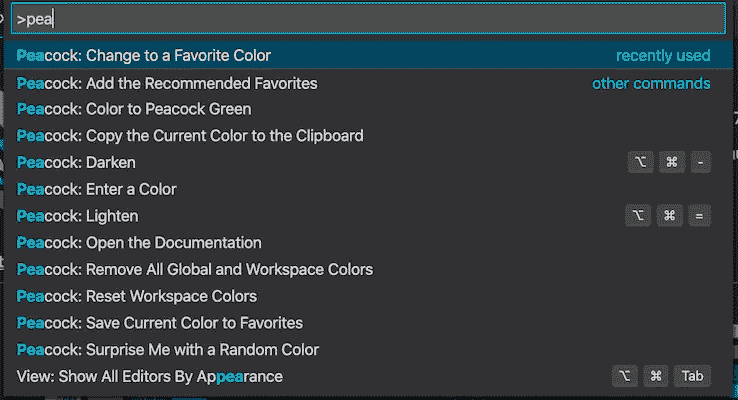 >pea
Peacock: Change to a Favorite Color recently used
Peacock: Add the Recommended Favorites other commands
Peacock: Color to Peacock Green
Peacock: Copy the Current Color to the Clipboard
Peacock: Darken ⌥ ⌘ -
Peacock: Enter a Color
Peacock: Lighten ⌥ ⌘ =
Peacock: Open the Documentation
Peacock: Remove All Global and Workspace Colors
Peacock: Reset Workspace Colors
Peacock: Save Current Color to Favorites
Peacock: Surprise Me with a Random Color
View: Show All Editors By Appearance ⌥ ⌘ Tab